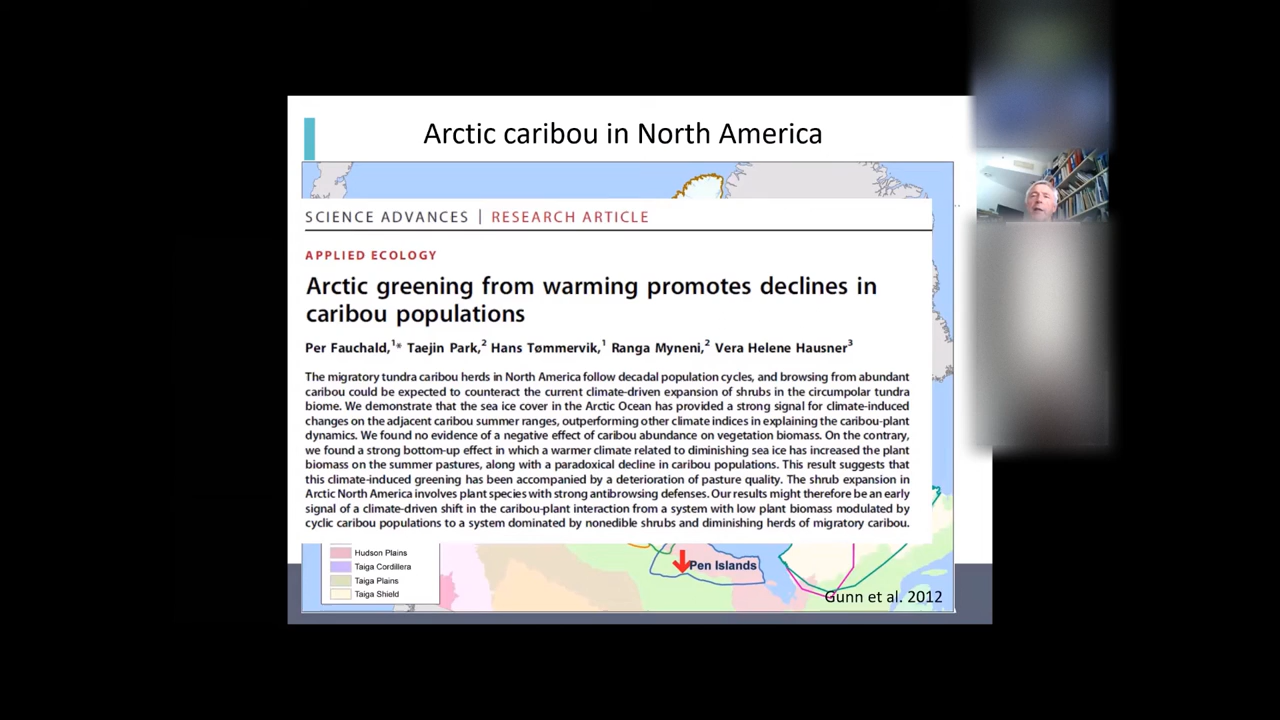 Arctic caribou in North America
SCIENCE ADVANCES | RESEARCH ARTICLE
APPLIED ECOLOGY
Arctic greening from warming promotes declines in
caribou populations
Per Fauchald,¹* Taejin Park,² Hans Tømmervik,¹ Ranga Myneni,² Vera Helene Hausner³
The migratory tundra caribou herds in North America follow decadal population cycles, and browsing from abundant
caribou could be expected to counteract the current climate-driven expansion of shrubs in the circumpolar tundra
biome. We demonstrate that the sea ice cover in the Arctic Ocean has provided a strong signal for climate-induced
changes on the adjacent caribou summer ranges, outperforming other climate indices in explaining the caribou-plant
dynamics. We found no evidence of a negative effect of caribou abundance on vegetation biomass. On the contrary,
we found a strong bottom-up effect in which a warmer climate related to diminishing sea ice has increased the plant
biomass on the summer pastures, along with a paradoxical decline in caribou populations. This result suggests that
this climate-induced greening has been accompanied by a deterioration of pasture quality. The shrub expansion in
Arctic North America involves plant species with strong antibrowsing defenses. Our results might therefore be an early
signal of a climate-driven shift in the caribou-plant interaction from a system with low plant biomass modulated by
cyclic caribou populations to a system dominated by nonedible shrubs and diminishing herds of migratory caribou.
Hudson Plains
Taiga Cordillera
Taiga Plains
Taiga Shield
Pen Islands
Gunn et al. 2012